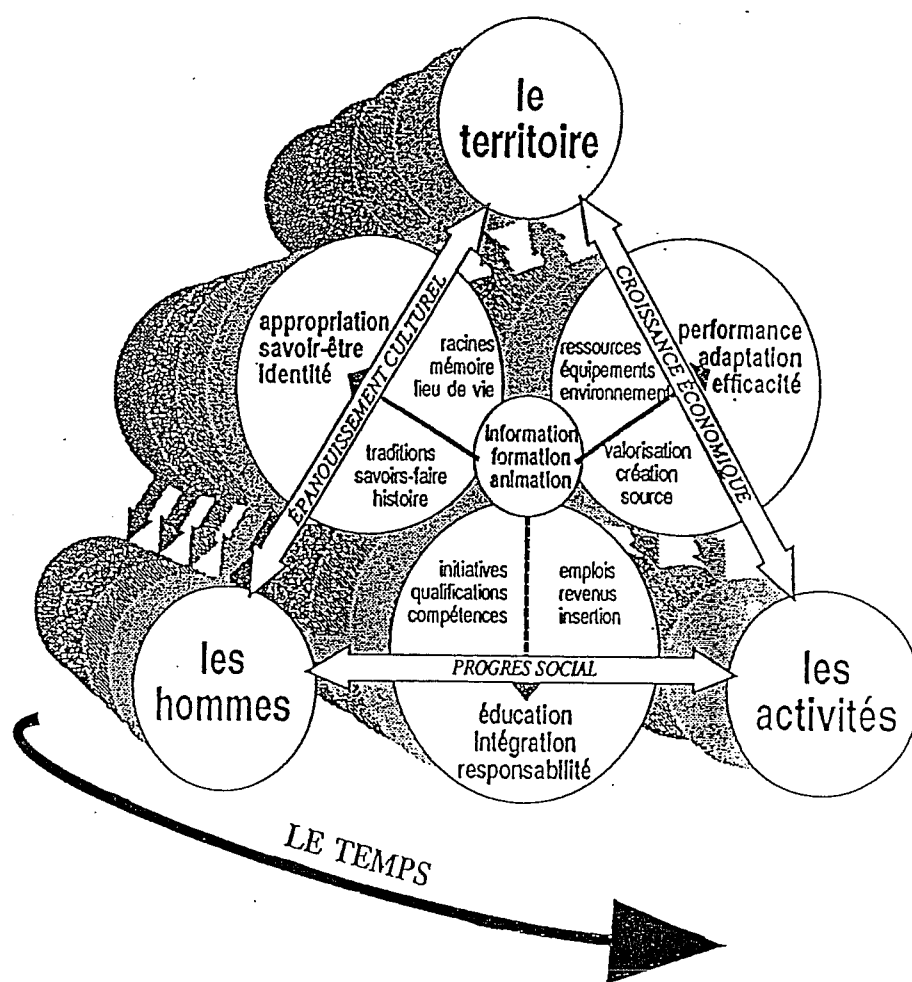 le
territoire
ÉPANOUISSEMENT CULTUREL
CROISSANCE ÉCONOMIQUE
appropriation
savoir-être
identité
racines
mémoire
lieu de vie
traditions
savoirs-faire
histoire
ressources
équipements
environnement
performance
adaptation
efficacité
valorisation
création
source
information
formation
animation
initiatives
qualifications
compétences
emplois
revenus
insertion
les
hommes
PROGRES SOCIAL
les
activités
éducation
intégration
responsabilité
LE TEMPS